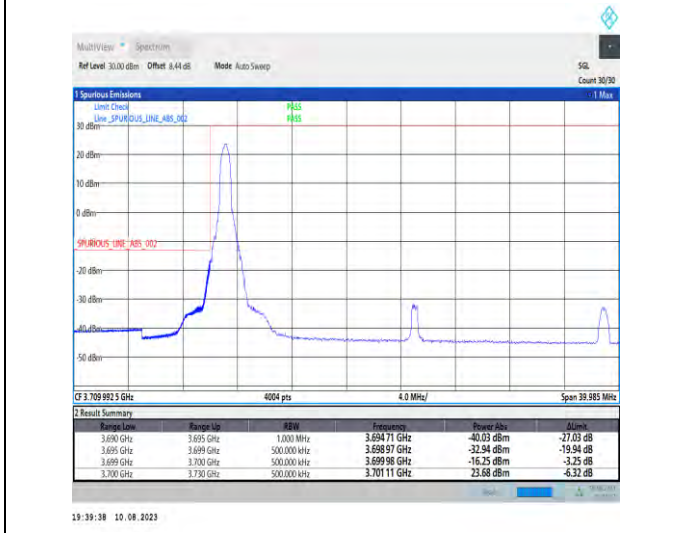 MultiView Spectrum
Ref Level 30.00 dBm Offset 8.44 dB Mode Auto Sweep SGL
Count 30/30
1 Spurious Emissions 1 Max
Limit Check PASS
Line _SPURIOUS_LINE_ABS_002 PASS
30 dBm
20 dBm
10 dBm
0 dBm
SPURIOUS_LINE_ABS_002
-20 dBm
-30 dBm
-40 dBm
-50 dBm
CF 3.709 992 5 GHz 4004 pts 4.0 MHz/ Span 39.985 MHz
2 Result Summary
Range Low Range Up RBW Frequency Power Abs ΔLimit
3.690 GHz 3.695 GHz 1.000 MHz 3.694 71 GHz -40.03 dBm -27.03 dB
3.695 GHz 3.699 GHz 500.000 kHz 3.698 97 GHz -32.94 dBm -19.94 dB
3.699 GHz 3.700 GHz 500.000 kHz 3.699 98 GHz -16.25 dBm -3.25 dB
3.700 GHz 3.730 GHz 500.000 kHz 3.701 11 GHz 23.68 dBm -6.32 dB
19:39:38 10.08.2023